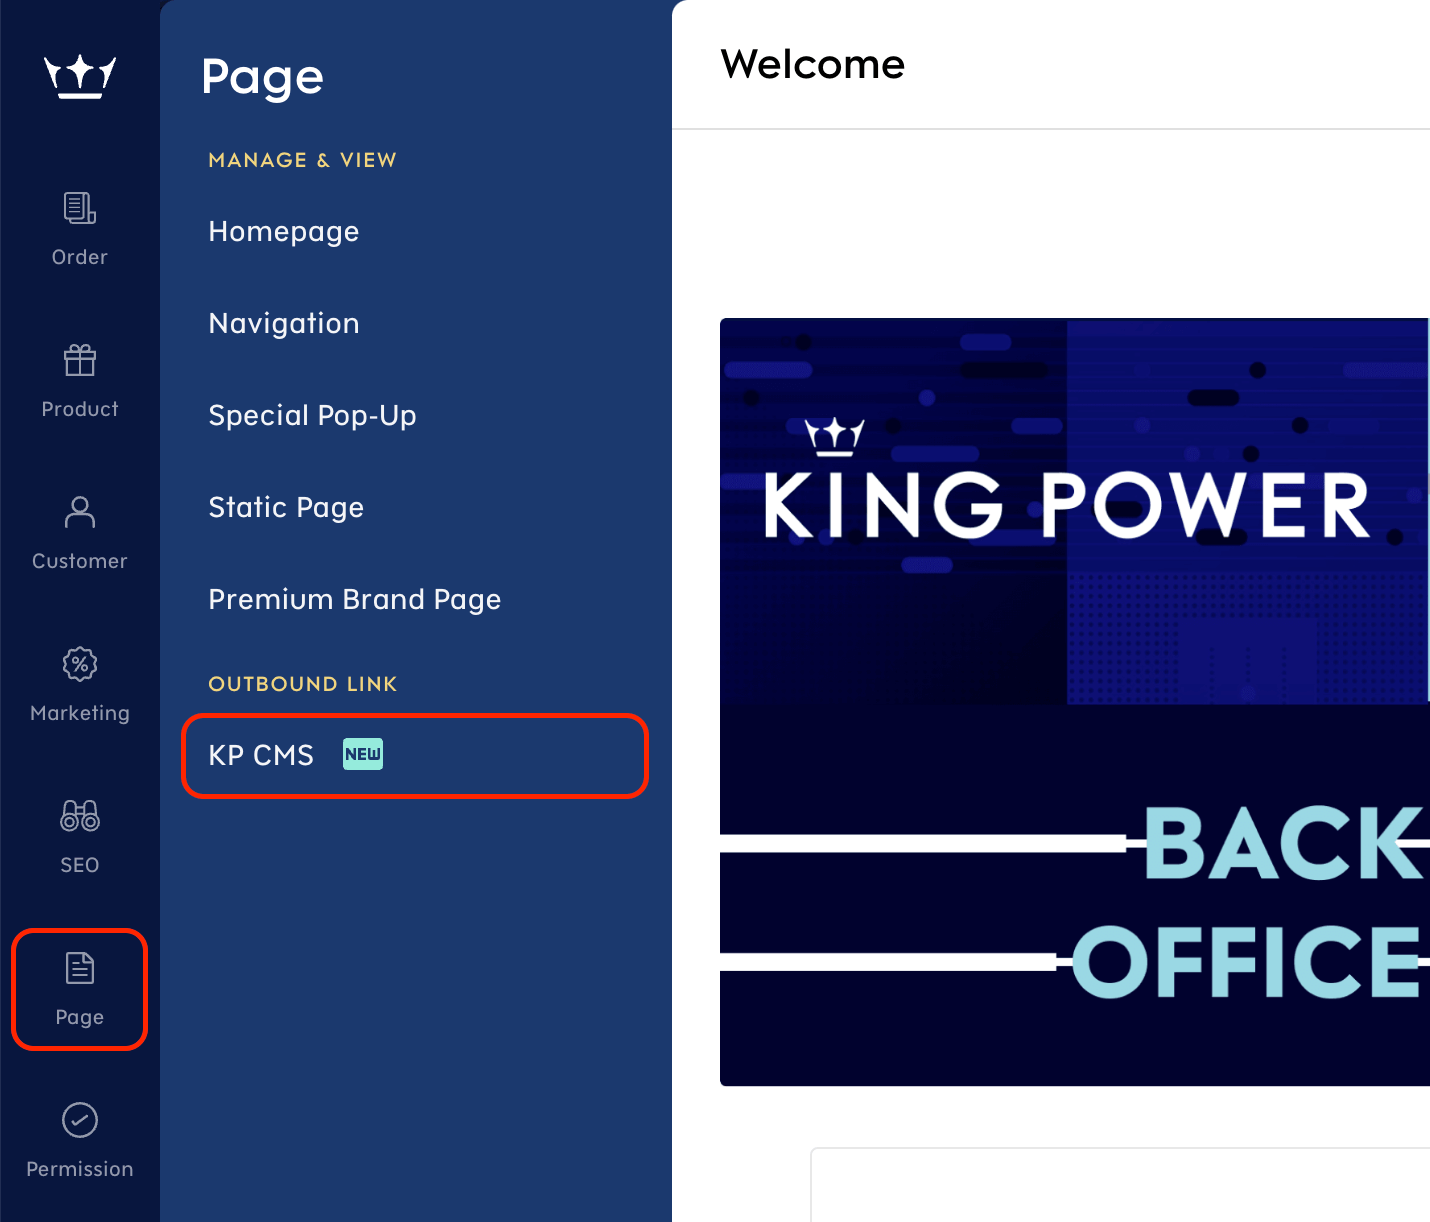 Order
Product
Customer
Marketing
SEO
Page
Permission
Page
MANAGE & VIEW
Homepage
Navigation
Special Pop-Up
Static Page
Premium Brand Page
OUTBOUND LINK
KP CMS NEW
Welcome
KING POWER
BACK
OFFICE